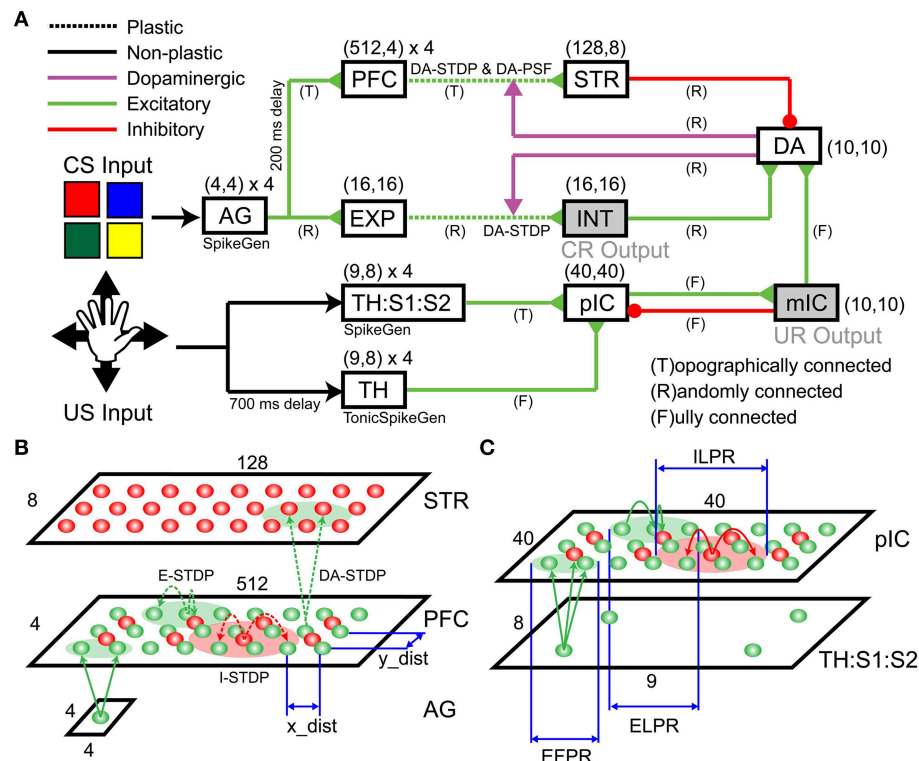 A
Plastic
Non-plastic
Dopaminergic
Excitatory
Inhibitory
CS Input
(4,4) x 4
AG
SpikeGen
200 ms delay
(T)
(R)
(512,4) x 4
PFC
DA-STDP & DA-PSF
(T)
(128,8)
STR
(R)
(R)
(R)
DA
(10,10)
(16,16)
EXP
(R)
DA-STDP
(16,16)
INT
CR Output
(R)
(F)
US Input
700 ms delay
(9,8) x 4
TH:S1:S2
SpikeGen
(T)
(40,40)
pIC
(F)
(F)
mIC
(10,10)
UR Output
(9,8) x 4
TH
TonicSpikeGen
(F)
(T)opographically connected
(R)andomly connected
(F)ully connected
B
128
8
STR
E-STDP
512
DA-STDP
4
PFC
I-STDP
y_dist
x_dist
4
4
AG
C
ILPR
40
40
pIC
8
9
TH:S1:S2
ELPR
EFPR